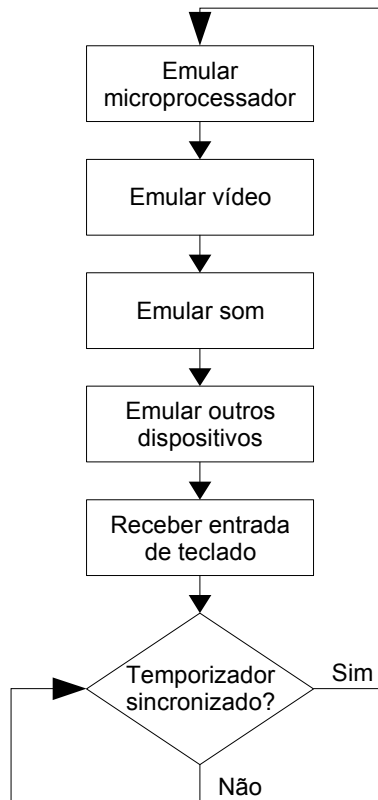 Emular
microprocessador
Emular vídeo
Emular som
Emular outros
dispositivos
Receber entrada
de teclado
Temporizador
sincronizado?
Sim
Não